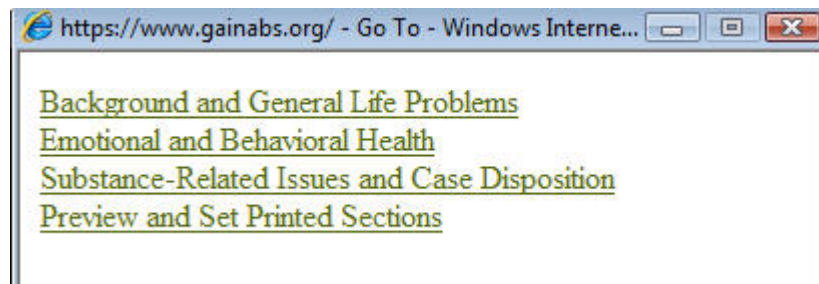 https://www.gainabs.org/ - Go To - Windows Interne...
Background and General Life Problems
Emotional and Behavioral Health
Substance-Related Issues and Case Disposition
Preview and Set Printed Sections